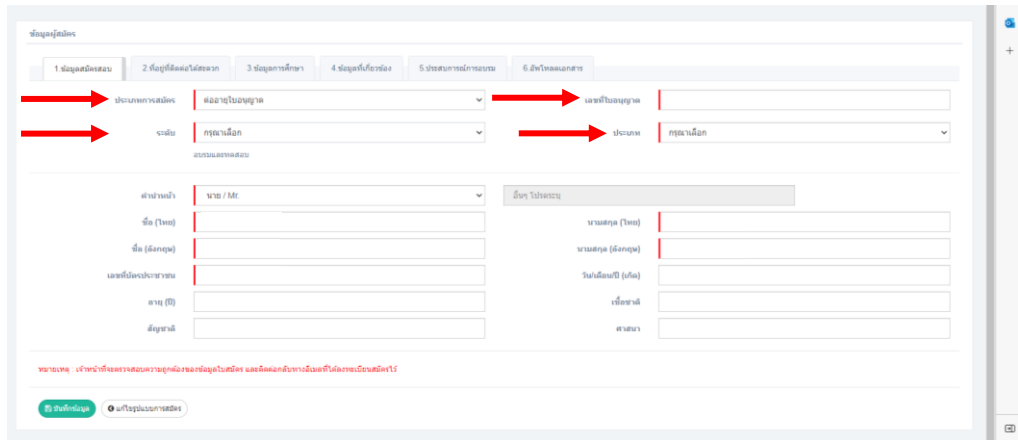 ข้อมูลผู้สมัคร
1.ข้อมูลสมัครสอบ 2.ที่อยู่ที่ติดต่อได้สะดวก 3.ข้อมูลการศึกษา 4.ข้อมูลที่เกี่ยวข้อง 5.ประสบการณ์การอบรม 6.อัพโหลดเอกสาร
ประเภทการสมัคร ต่ออายุใบอนุญาต เลขที่ใบอนุญาต
ระดับ กรุณาเลือก ประเภท กรุณาเลือก
อบรมและทดสอบ
คำนำหน้า นาย / Mr. อื่นๆ โปรดระบุ
ชื่อ (ไทย) นามสกุล (ไทย)
ชื่อ (อังกฤษ) นามสกุล (อังกฤษ)
เลขที่บัตรประชาชน วัน/เดือน/ปี (เกิด)
อายุ (ปี) เชื้อชาติ
สัญชาติ ศาสนา
หมายเหตุ : เจ้าหน้าที่จะตรวจสอบความถูกต้องของข้อมูลใบสมัคร และติดต่อกลับทางอีเมลที่ได้ลงทะเบียนสมัครไว้
บันทึกข้อมูล แก้ไขรูปแบบการสมัคร